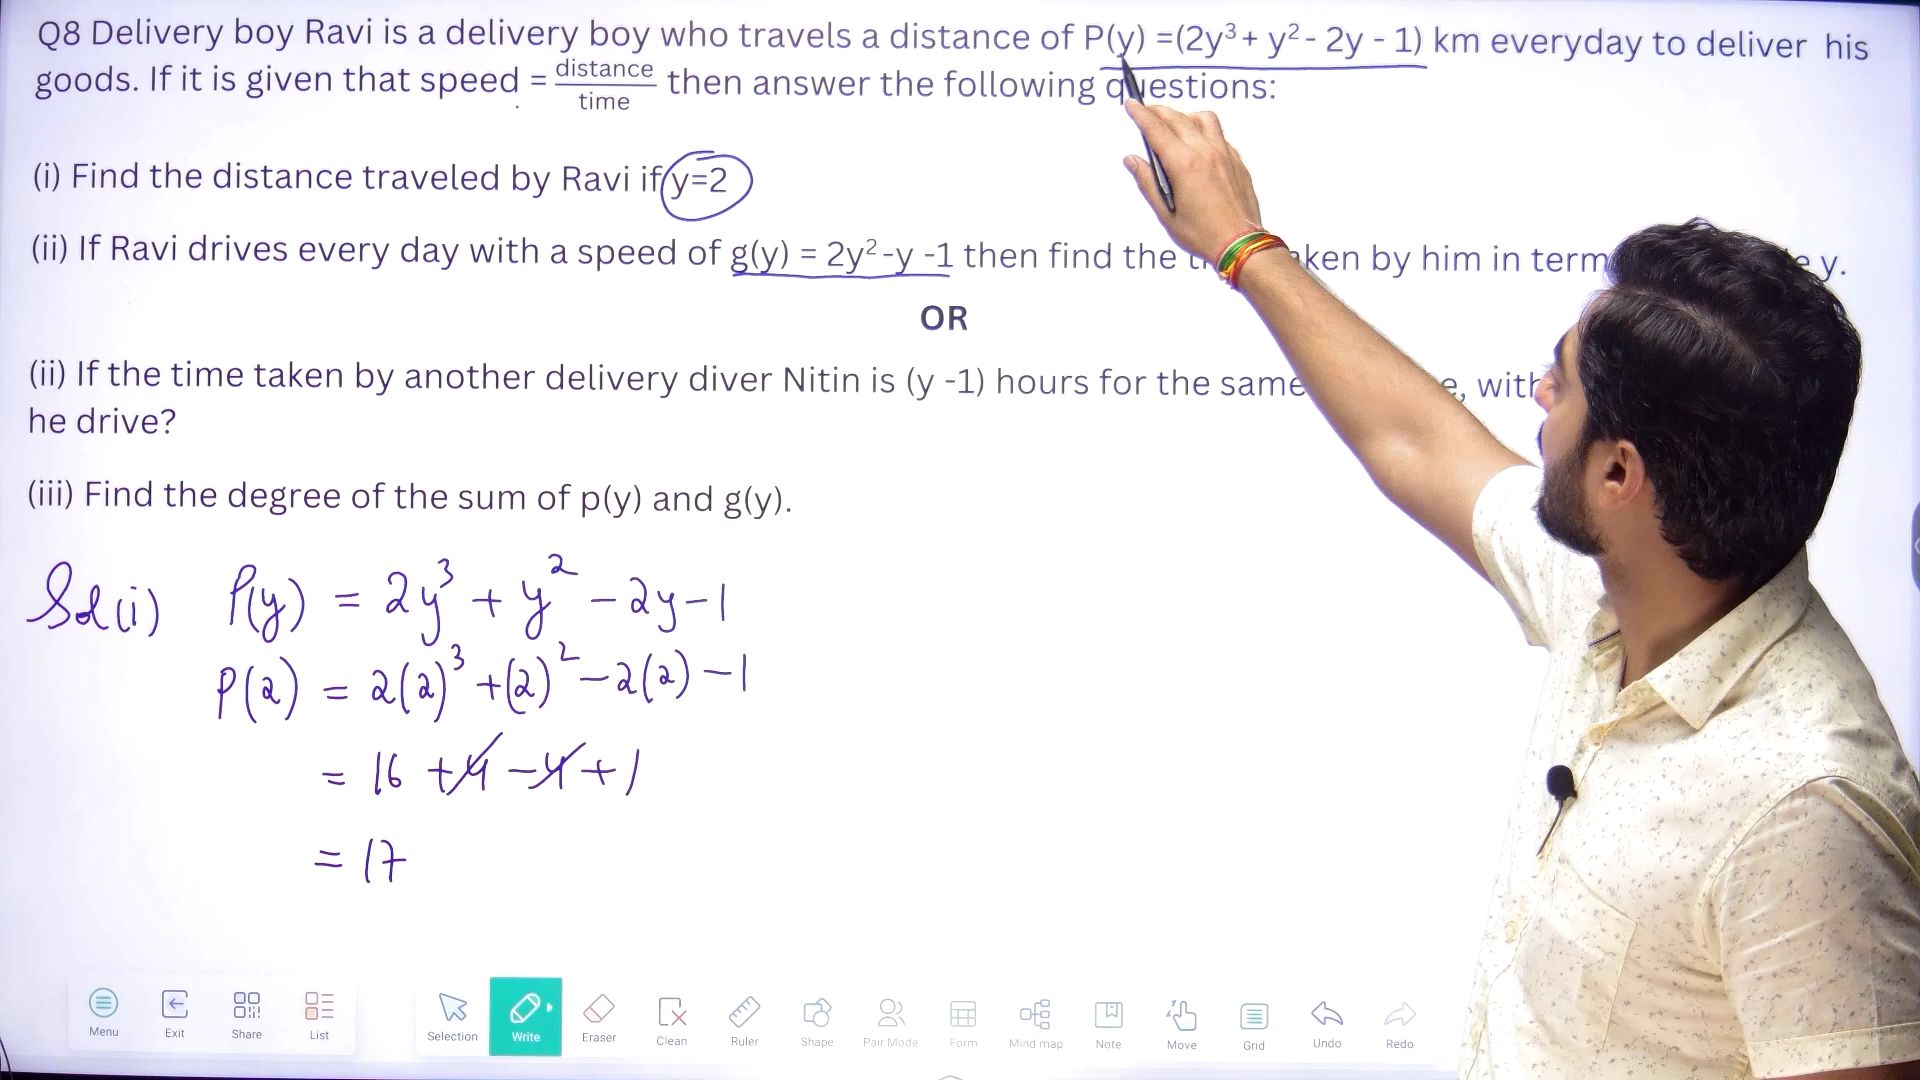 Q8 Delivery boy Ravi is a delivery boy who travels a distance of P(y) =(2y³+ y²- 2y - 1) km everyday to deliver his
goods. If it is given that speed = distance/time then answer the following questions:
(i) Find the distance traveled by Ravi if y=2
(ii) If Ravi drives every day with a speed of g(y) = 2y²-y -1 then find the taken by him in y.
OR
(ii) If the time taken by another delivery diver Nitin is (y -1) hours for the same
he drive?
(iii) Find the degree of the sum of p(y) and g(y).
Sol(i) P(y) = 2y³ + y² - 2y - 1
P(2) = 2(2)³ + (2)² - 2(2) - 1
= 16 + 4 - 4 + 1
= 17
Menu Exit Share List Selection Write Eraser Clean Ruler Shape Pair Mode Form Mind map Note Move Grid Undo Redo